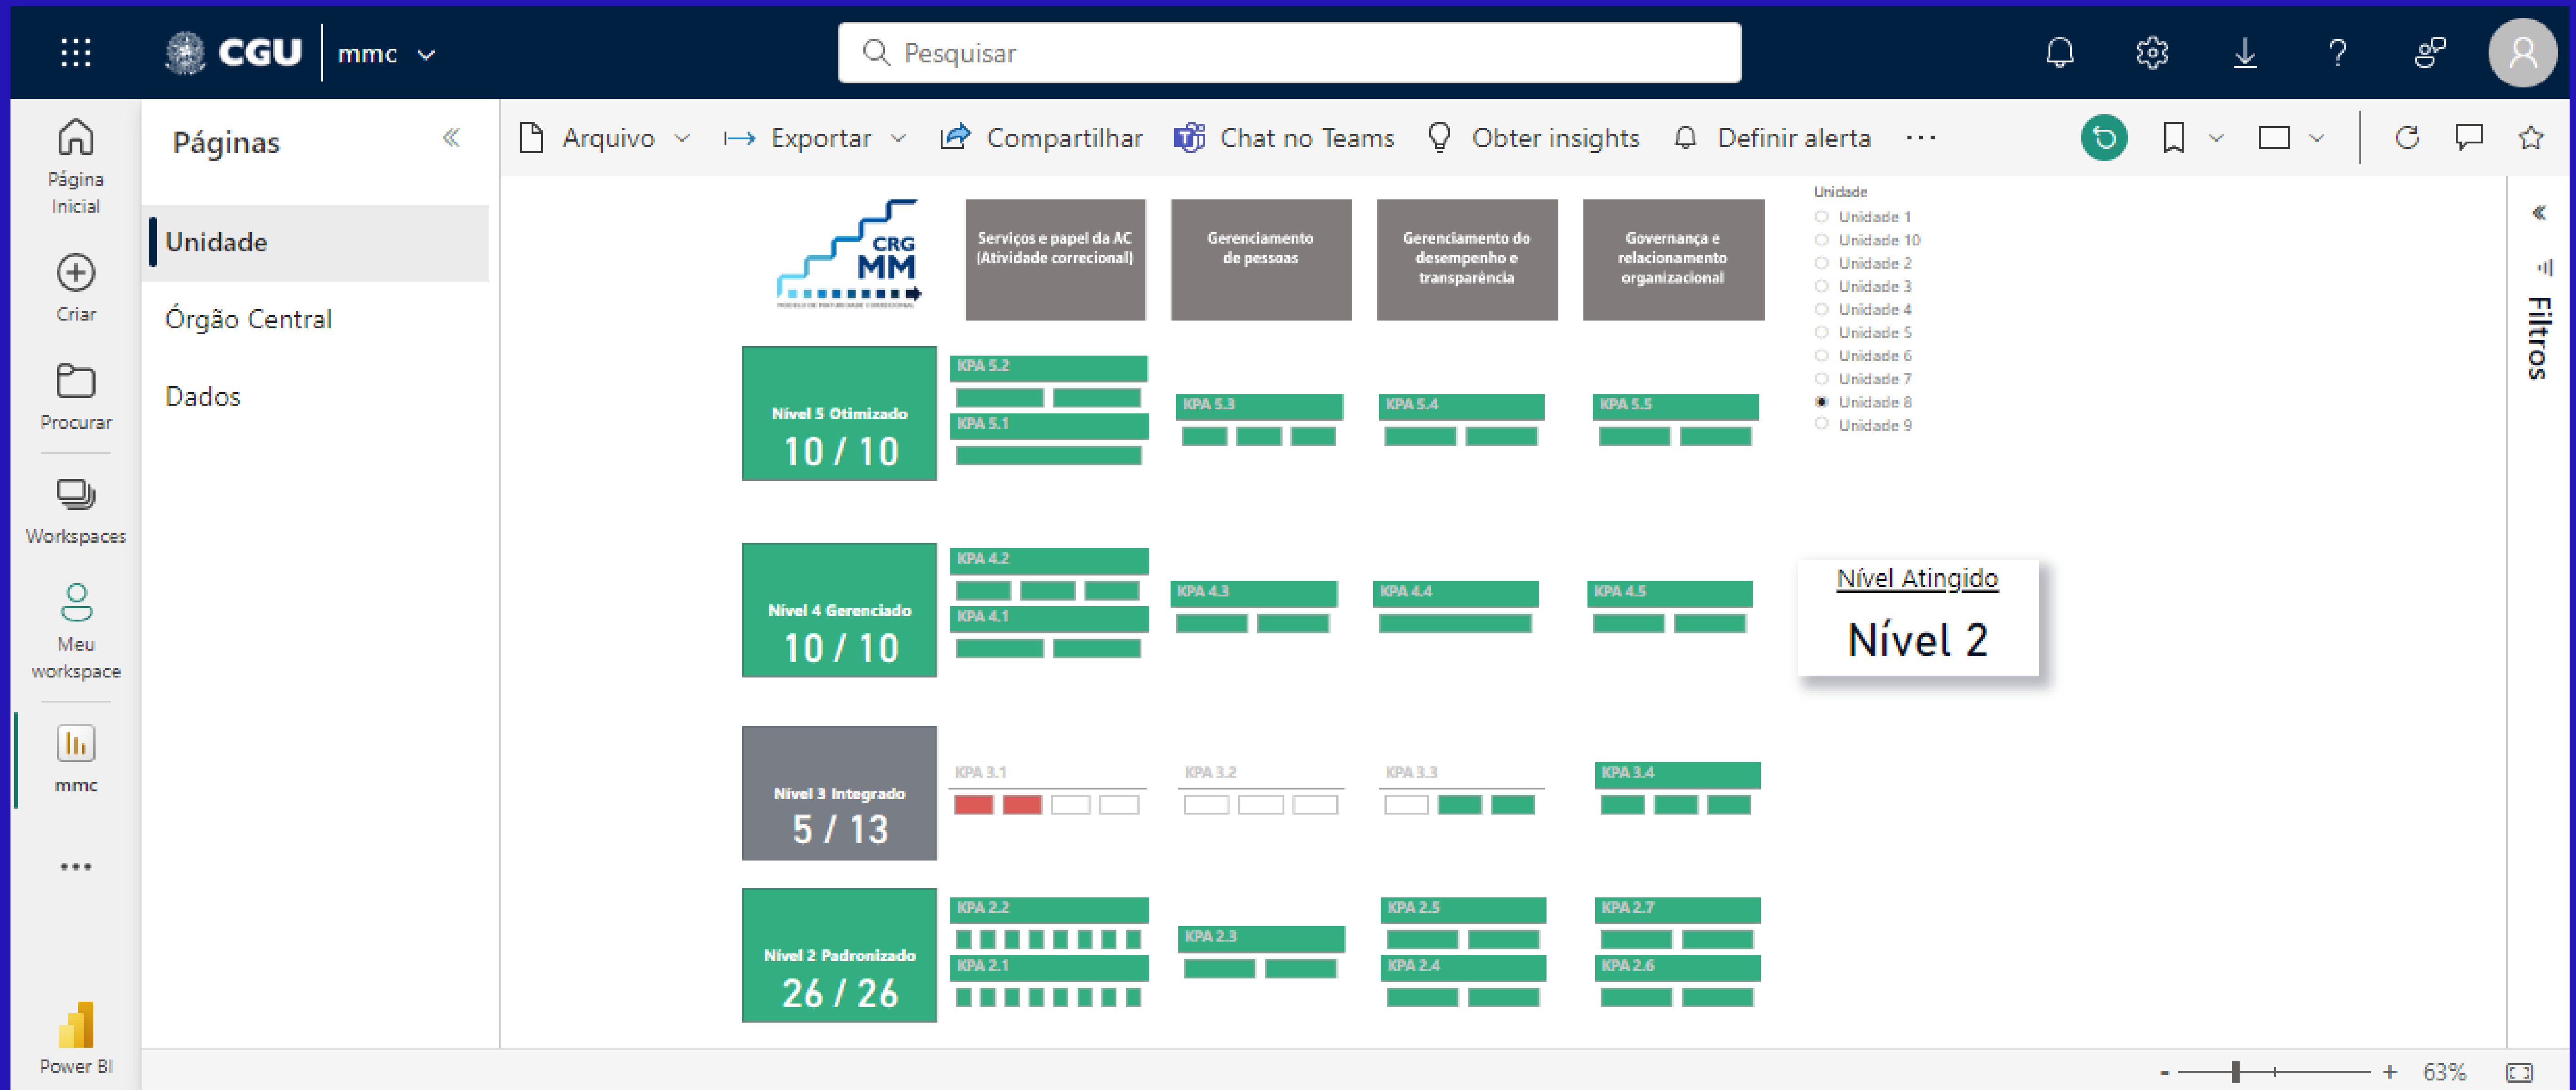 CGU
mmc
Pesquisar
Página
Inicial
Criar
Procurar
Workspaces
Meu
workspace
mmc
Power BI
Páginas
Unidade
Órgão Central
Dados
Arquivo
Exportar
Compartilhar
Chat no Teams
Obter insights
Definir alerta
CRG
MM
MODELO DE MATURIDADE CORRECIONAL
Serviços e papel da AC
(Atividade correcional)
Gerenciamento
de pessoas
Gerenciamento do
desempenho e
transparência
Governança e
relacionamento
organizacional
Unidade
Unidade 1
Unidade 10
Unidade 2
Unidade 3
Unidade 4
Unidade 5
Unidade 6
Unidade 7
Unidade 8
Unidade 9
Filtros
Nível 5 Otimizado
10 / 10
KPA 5.2
KPA 5.1
KPA 5.3
KPA 5.4
KPA 5.5
Nível 4 Gerenciado
10 / 10
KPA 4.2
KPA 4.1
KPA 4.3
KPA 4.4
KPA 4.5
Nível Atingido
Nível 2
Nível 3 Integrado
5 / 13
KPA 3.1
KPA 3.2
KPA 3.3
KPA 3.4
Nível 2 Padronizado
26 / 26
KPA 2.2
KPA 2.1
KPA 2.3
KPA 2.5
KPA 2.4
KPA 2.7
KPA 2.6
- + 63%